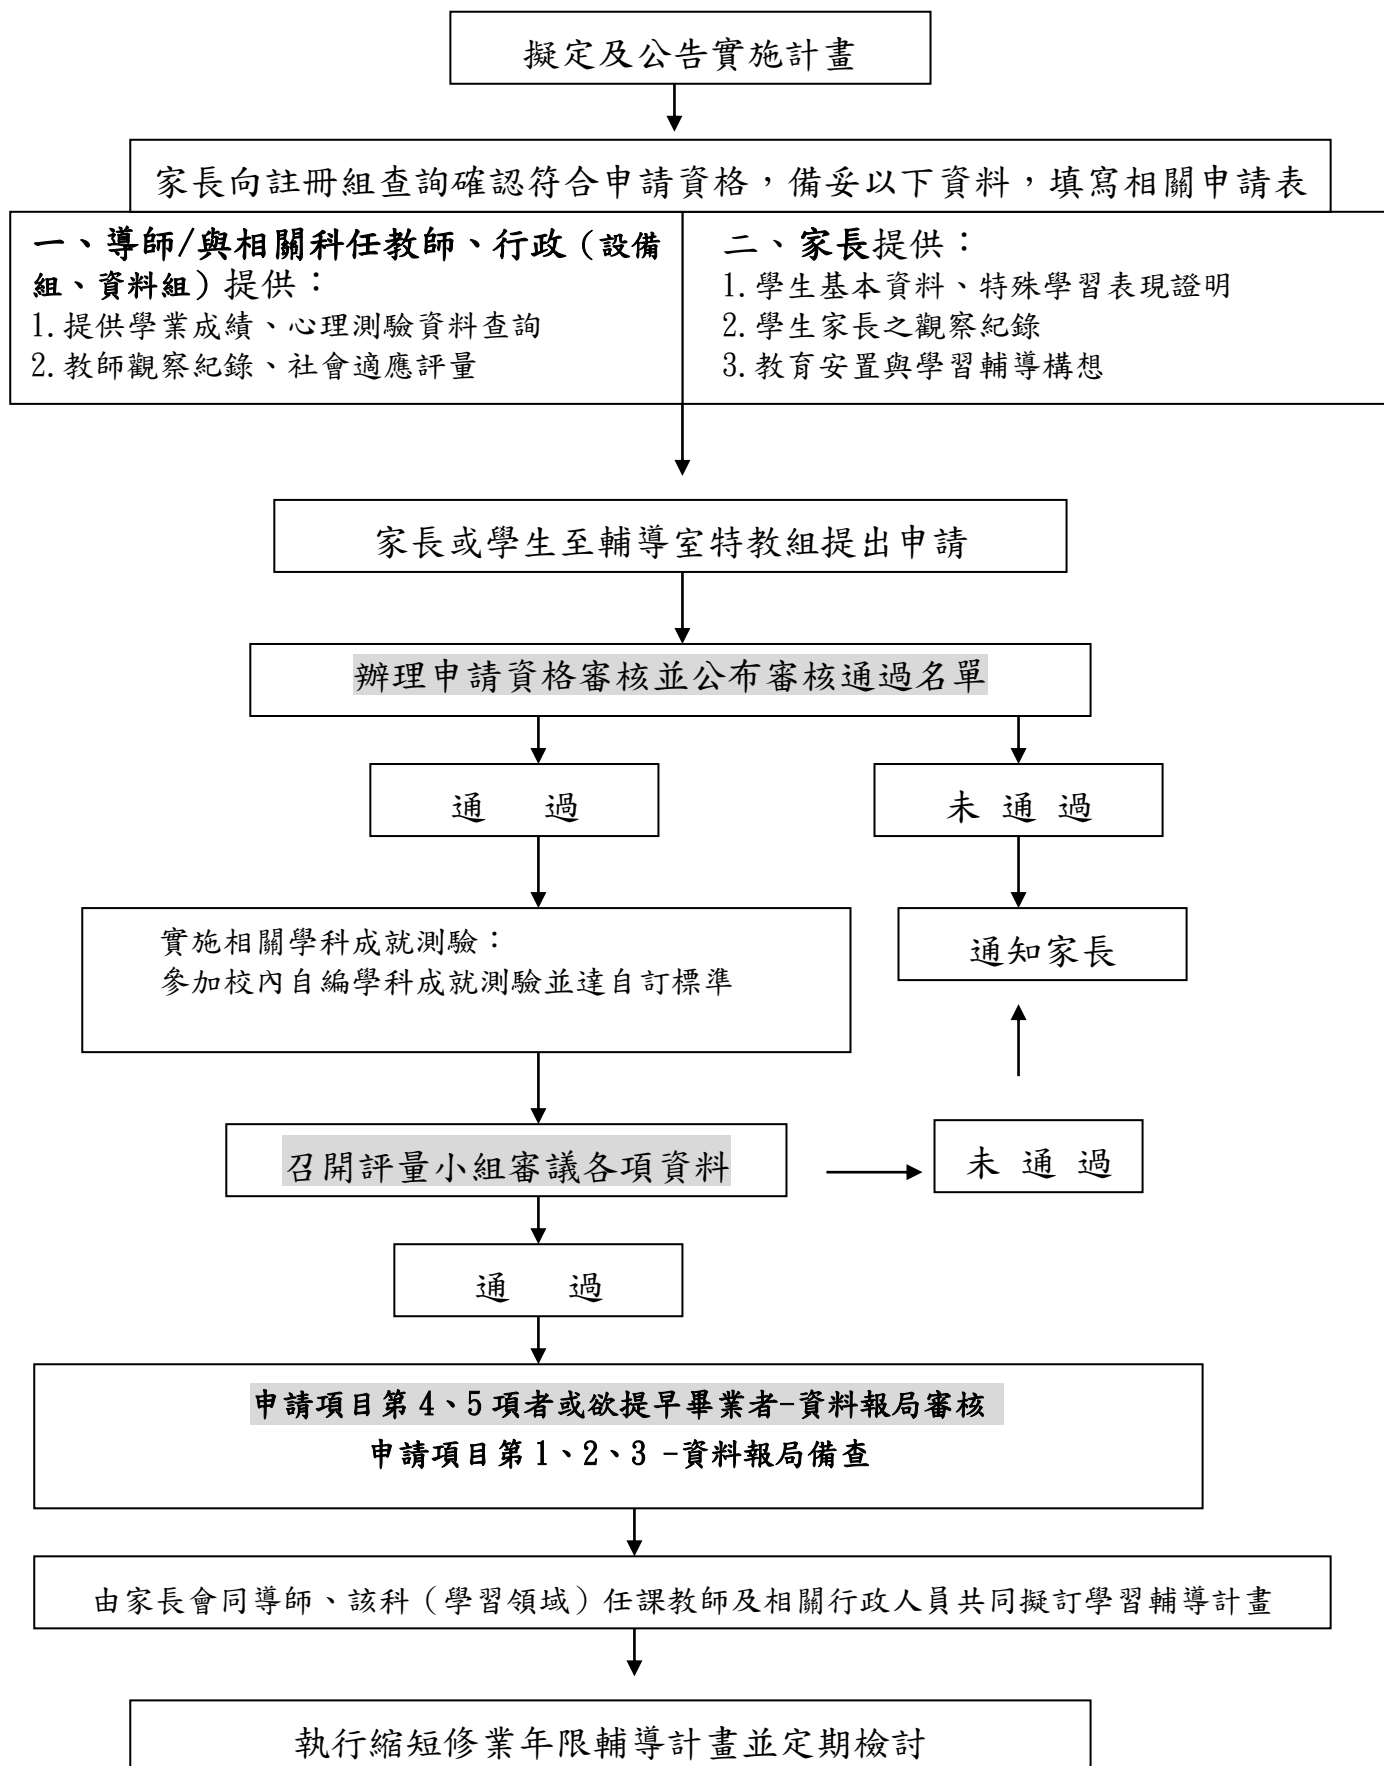 擬定及公告實施計畫
家長向註冊組查詢確認符合申請資格，備妥以下資料，填寫相關申請表
一、導師/與相關科任教師、行政（設備
組、資料組）提供：
1.提供學業成績、心理測驗資料查詢
2.教師觀察紀錄、社會適應評量
二、家長提供：
1.學生基本資料、特殊學習表現證明
2.學生家長之觀察紀錄
3.教育安置與學習輔導構想
家長或學生至輔導室特教組提出申請
辦理申請資格審核並公布審核通過名單
通 過
未 通 過
實施相關學科成就測驗：
參加校內自編學科成就測驗並達自訂標準
通知家長
召開評量小組審議各項資料
未 通 過
通 過
申請項目第 4、5 項者或欲提早畢業者-資料報局審核
申請項目第 1、2、3 -資料報局備查
由家長會同導師、該科（學習領域）任課教師及相關行政人員共同擬訂學習輔導計畫
執行縮短修業年限輔導計畫並定期檢討